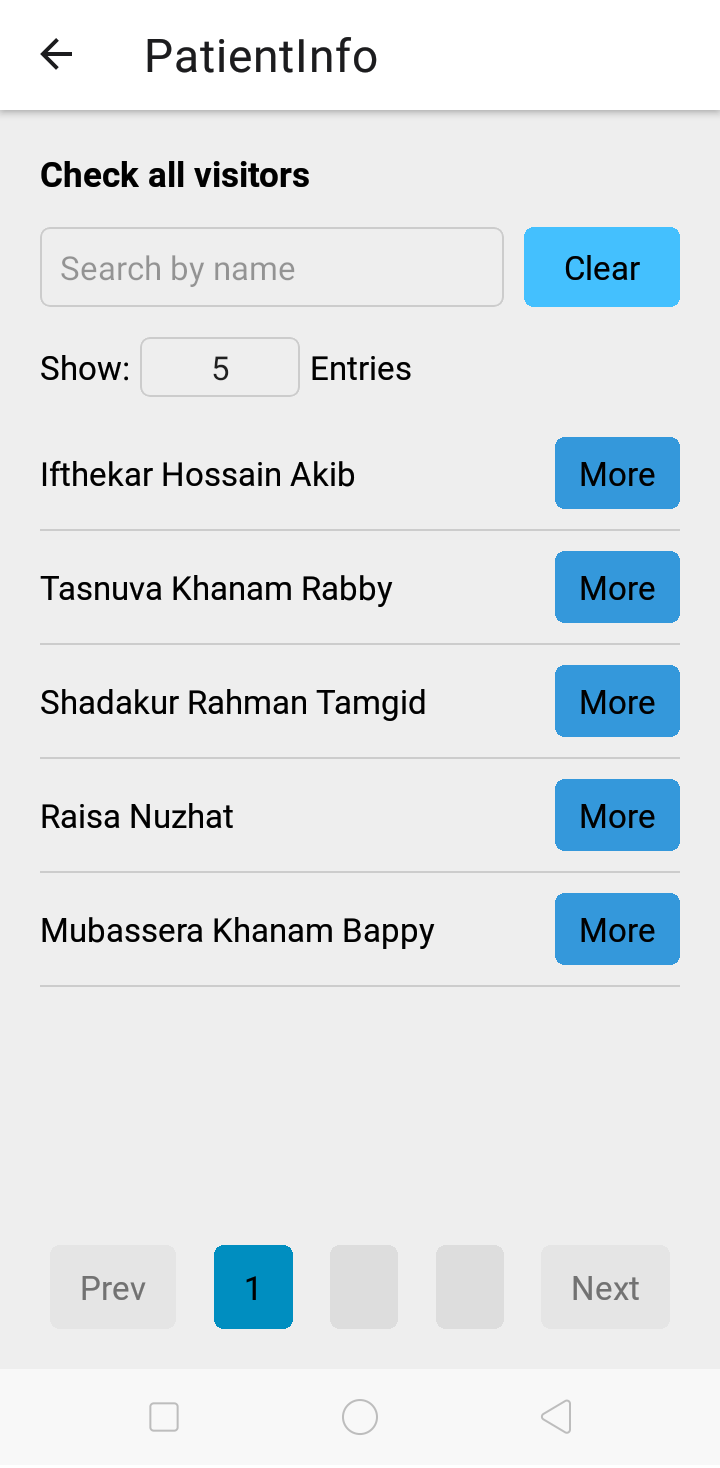 PatientInfo
Check all visitors
Search by name Clear
Show: 5 Entries
Ifthekar Hossain Akib More
Tasnuva Khanam Rabby More
Shadakur Rahman Tamgid More
Raisa Nuzhat More
Mubassera Khanam Bappy More
Prev 1 Next